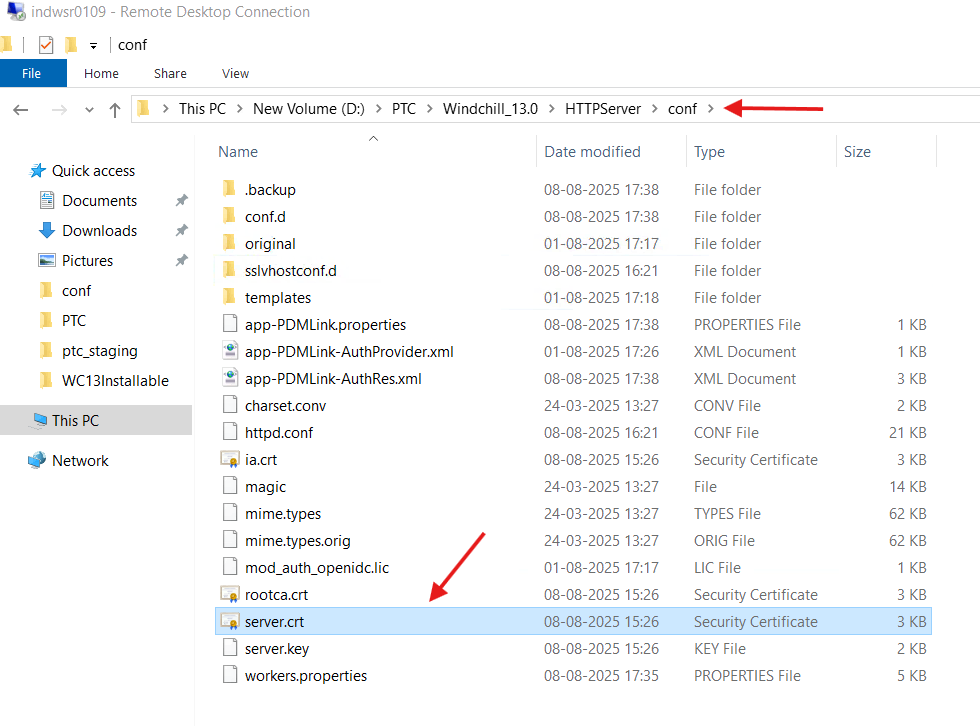 indwsr0109 - Remote Desktop Connection
conf
File Home Share View
This PC New Volume (D:) PTC Windchill_13.0 HTTPServer conf
Name Date modified Type Size
Quick access
Documents
Downloads
Pictures
conf
PTC
ptc_staging
WC13Installable
This PC
Network
.backup 08-08-2025 17:38 File folder
conf.d 08-08-2025 17:38 File folder
original 01-08-2025 17:17 File folder
sslvhostconf.d 08-08-2025 16:21 File folder
templates 01-08-2025 17:18 File folder
app-PDMLink.properties 08-08-2025 17:38 PROPERTIES File 1 KB
app-PDMLink-AuthProvider.xml 01-08-2025 17:26 XML Document 1 KB
app-PDMLink-AuthRes.xml 08-08-2025 17:38 XML Document 3 KB
charset.conv 24-03-2025 13:27 CONV File 2 KB
httpd.conf 08-08-2025 16:21 CONF File 21 KB
ia.crt 08-08-2025 15:26 Security Certificate 3 KB
magic 24-03-2025 13:27 File 14 KB
mime.types 24-03-2025 13:27 TYPES File 62 KB
mime.types.orig 24-03-2025 13:27 ORIG File 62 KB
mod_auth_openidc.lic 01-08-2025 17:17 LIC File 1 KB
rootca.crt 08-08-2025 15:26 Security Certificate 3 KB
server.crt 08-08-2025 15:26 Security Certificate 3 KB
server.key 08-08-2025 15:26 KEY File 2 KB
workers.properties 08-08-2025 17:35 PROPERTIES File 5 KB